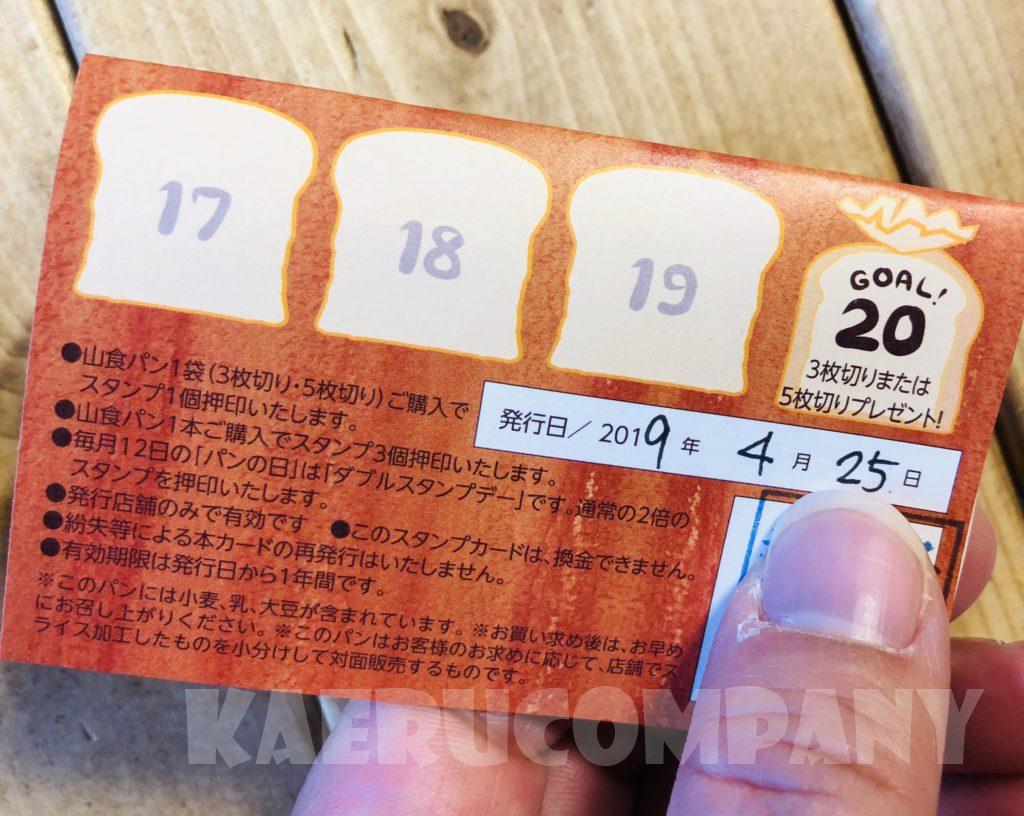 17
18
19
GOAL!
20
3枚切りまたは
5枚切りプレゼント!
●山食パン1袋(3枚切り・5枚切り)ご購入で
スタンプ1個押印いたします。
●山食パン1本ご購入でスタンプ3個押印いたします。
●毎月12日の「パンの日」は「ダブルスタンプデー」です。通常の2倍の
スタンプを押印いたします。
●発行店舗のみで有効です ●このスタンプカードは、換金できません。
●紛失等による本カードの再発行はいたしません。
●有効期限は発行日から1年間です。
※このパンには小麦、乳、大豆が含まれています。※お買い求め後は、お早め
にお召し上がりください。※このパンはお客様のお求めに応じて、店舗でス
ライス加工したものを小分けして対面販売するものです。
発行日/2019年 4月 25日
KAERUCOMPANY